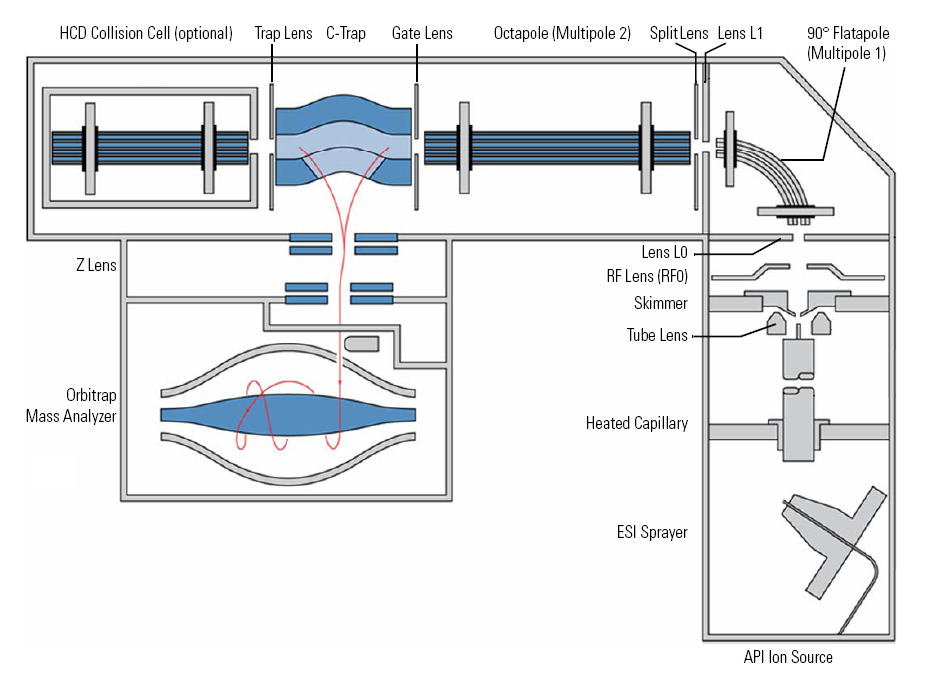 HCD Collision Cell (optional)
Trap Lens
C-Trap
Gate Lens
Octapole (Multipole 2)
Split Lens
Lens L1
90° Flatapole
(Multipole 1)
Lens L0
Z Lens
RF Lens (RF0)
Skimmer
Tube Lens
Orbitrap
Mass Analyzer
Heated Capillary
ESI Sprayer
API Ion Source